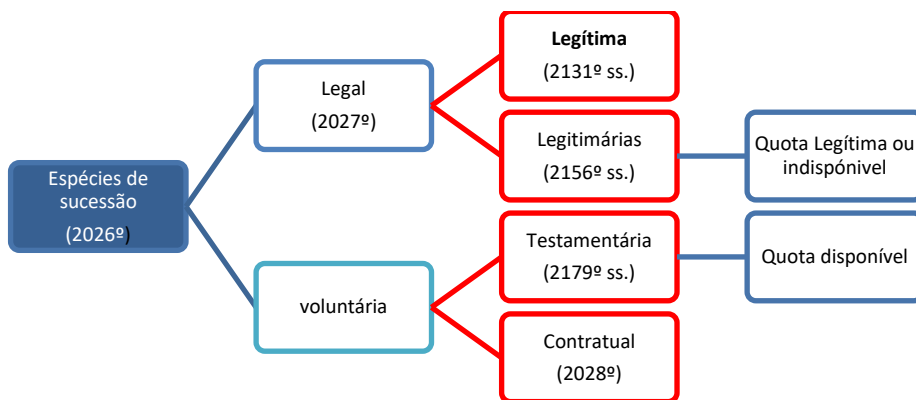 Espécies de
sucessão
(2026º)
Legal
(2027º)
voluntária
Legítima
(2131º ss.)
Legitimárias
(2156º ss.)
Testamentária
(2179º ss.)
Contratual
(2028º)
Quota Legítima ou
indispónivel
Quota disponível